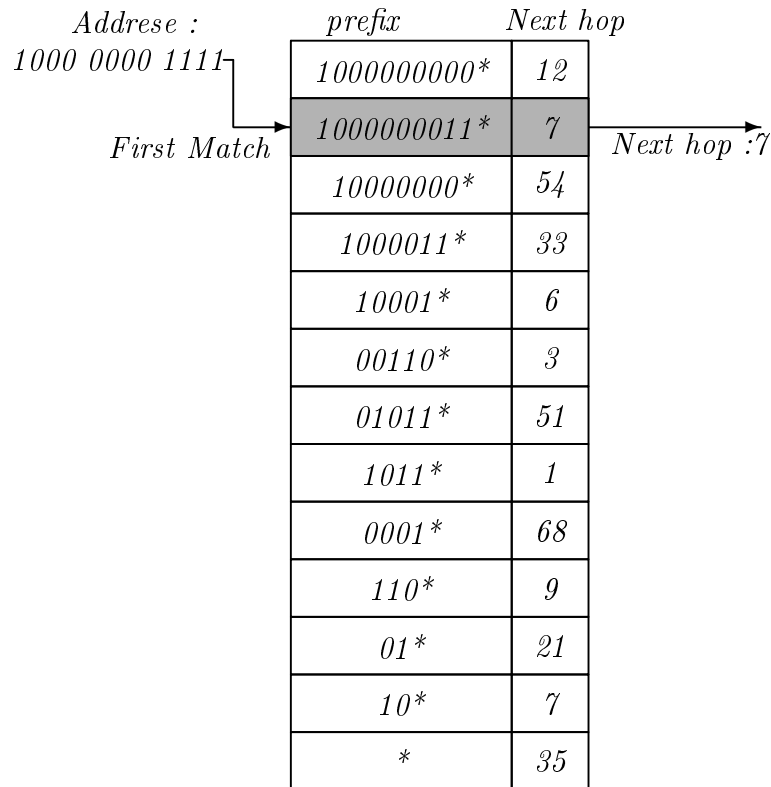 Addrese :
1000 0000 1111
First Match
prefix Next hop
1000000000* 12
1000000011* 7
10000000* 54
1000011* 33
10001* 6
00110* 3
01011* 51
1011* 1
0001* 68
110* 9
01* 21
10* 7
* 35
Next hop :7